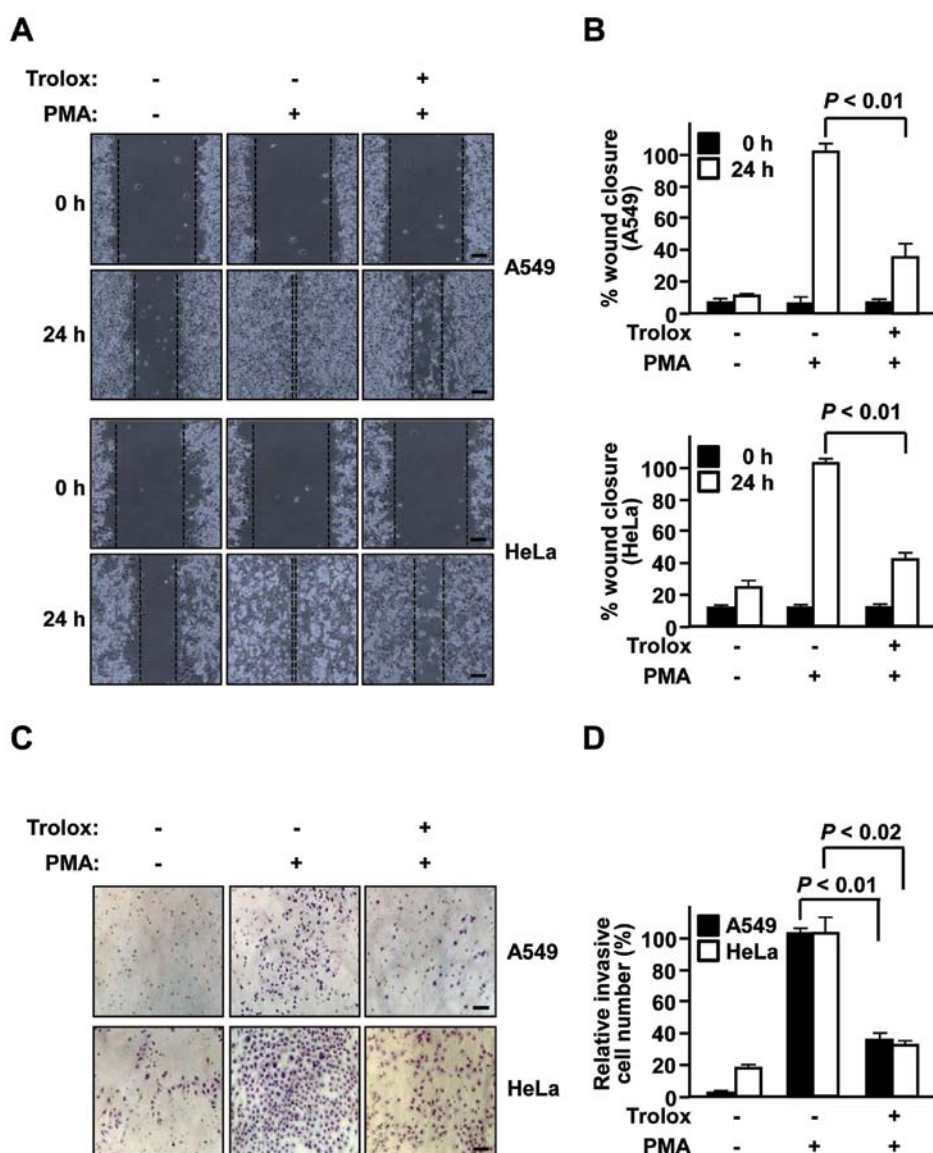 A
Trolox: - - +
PMA: - + +
0 h
A549
24 h
0 h
HeLa
24 h
B
P < 0.01
0 h
24 h
% wound closure
(A549)
100
80
60
40
20
0
Trolox - - +
PMA - + +
P < 0.01
0 h
24 h
% wound closure
(HeLa)
100
80
60
40
20
0
Trolox - - +
PMA - + +
C
Trolox: - - +
PMA: - + +
A549
HeLa
D
P < 0.02
P < 0.01
A549
HeLa
Relative invasive
cell number (%)
100
80
60
40
20
0
Trolox - - +
PMA - + +